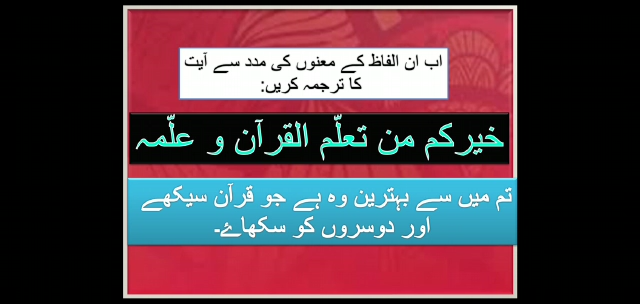 اب ان الفاظ کے معنوں کی مدد سے آیت
کا ترجمہ کریں:
خیرکم من تعلّم القرآن و علّمہ
تم میں سے بہترین وہ ہے جو قرآن سیکھے
اور دوسروں کو سکھاۓ۔